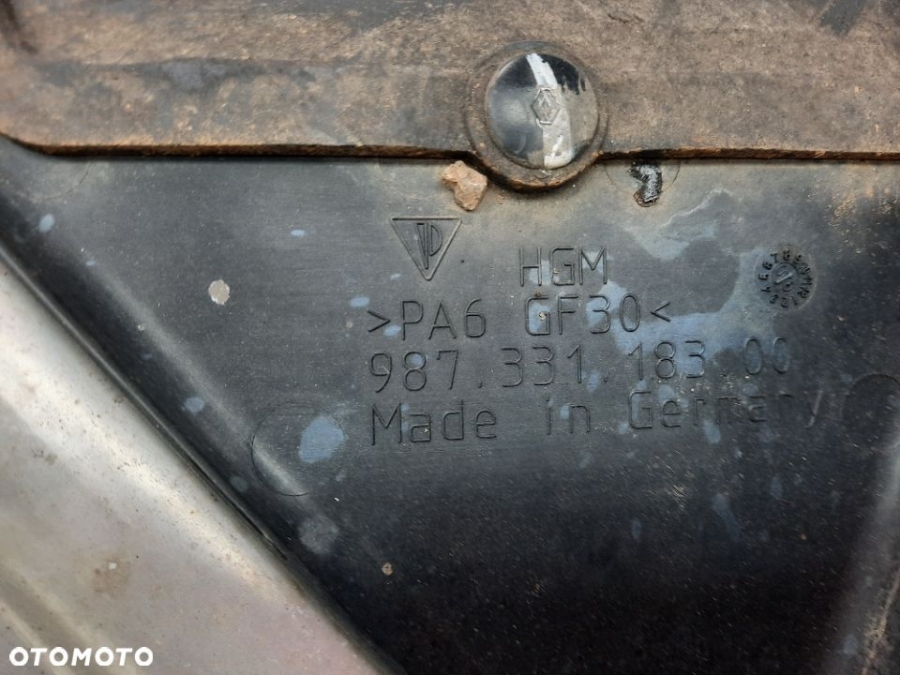 HGM
>PA6 GF30<
987.331.183.00
Made in Germany
OTOMOTO